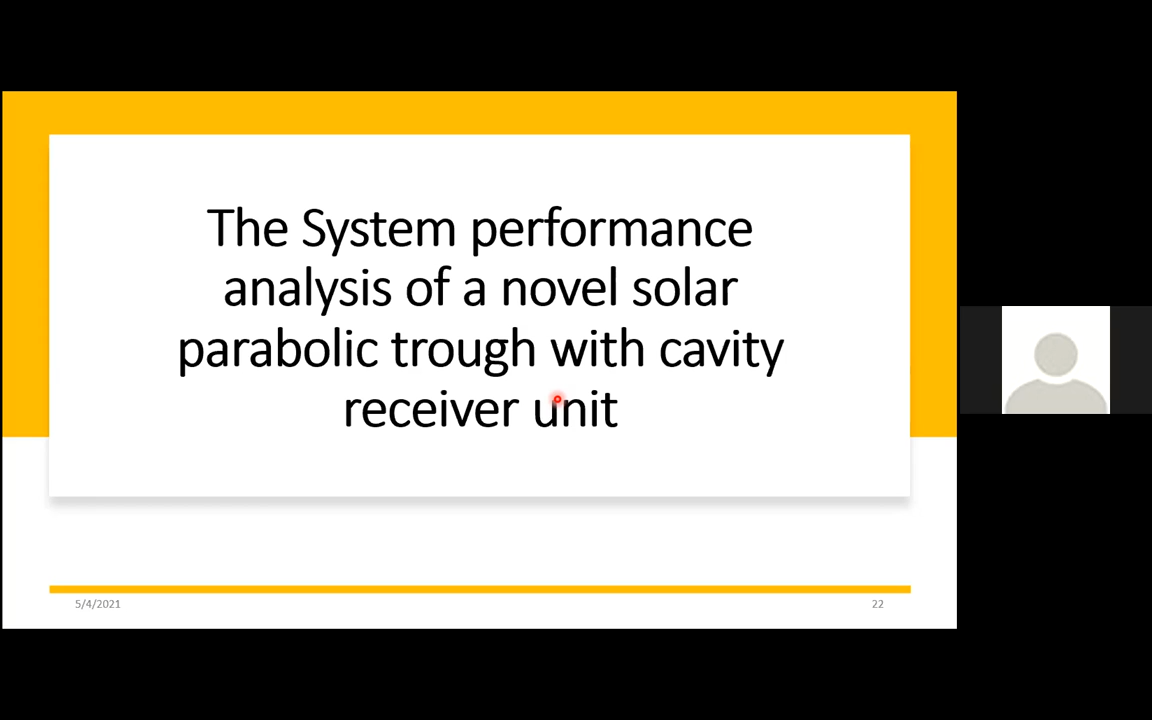 The System performance
analysis of a novel solar
parabolic trough with cavity
receiver unit
5/4/2021
22